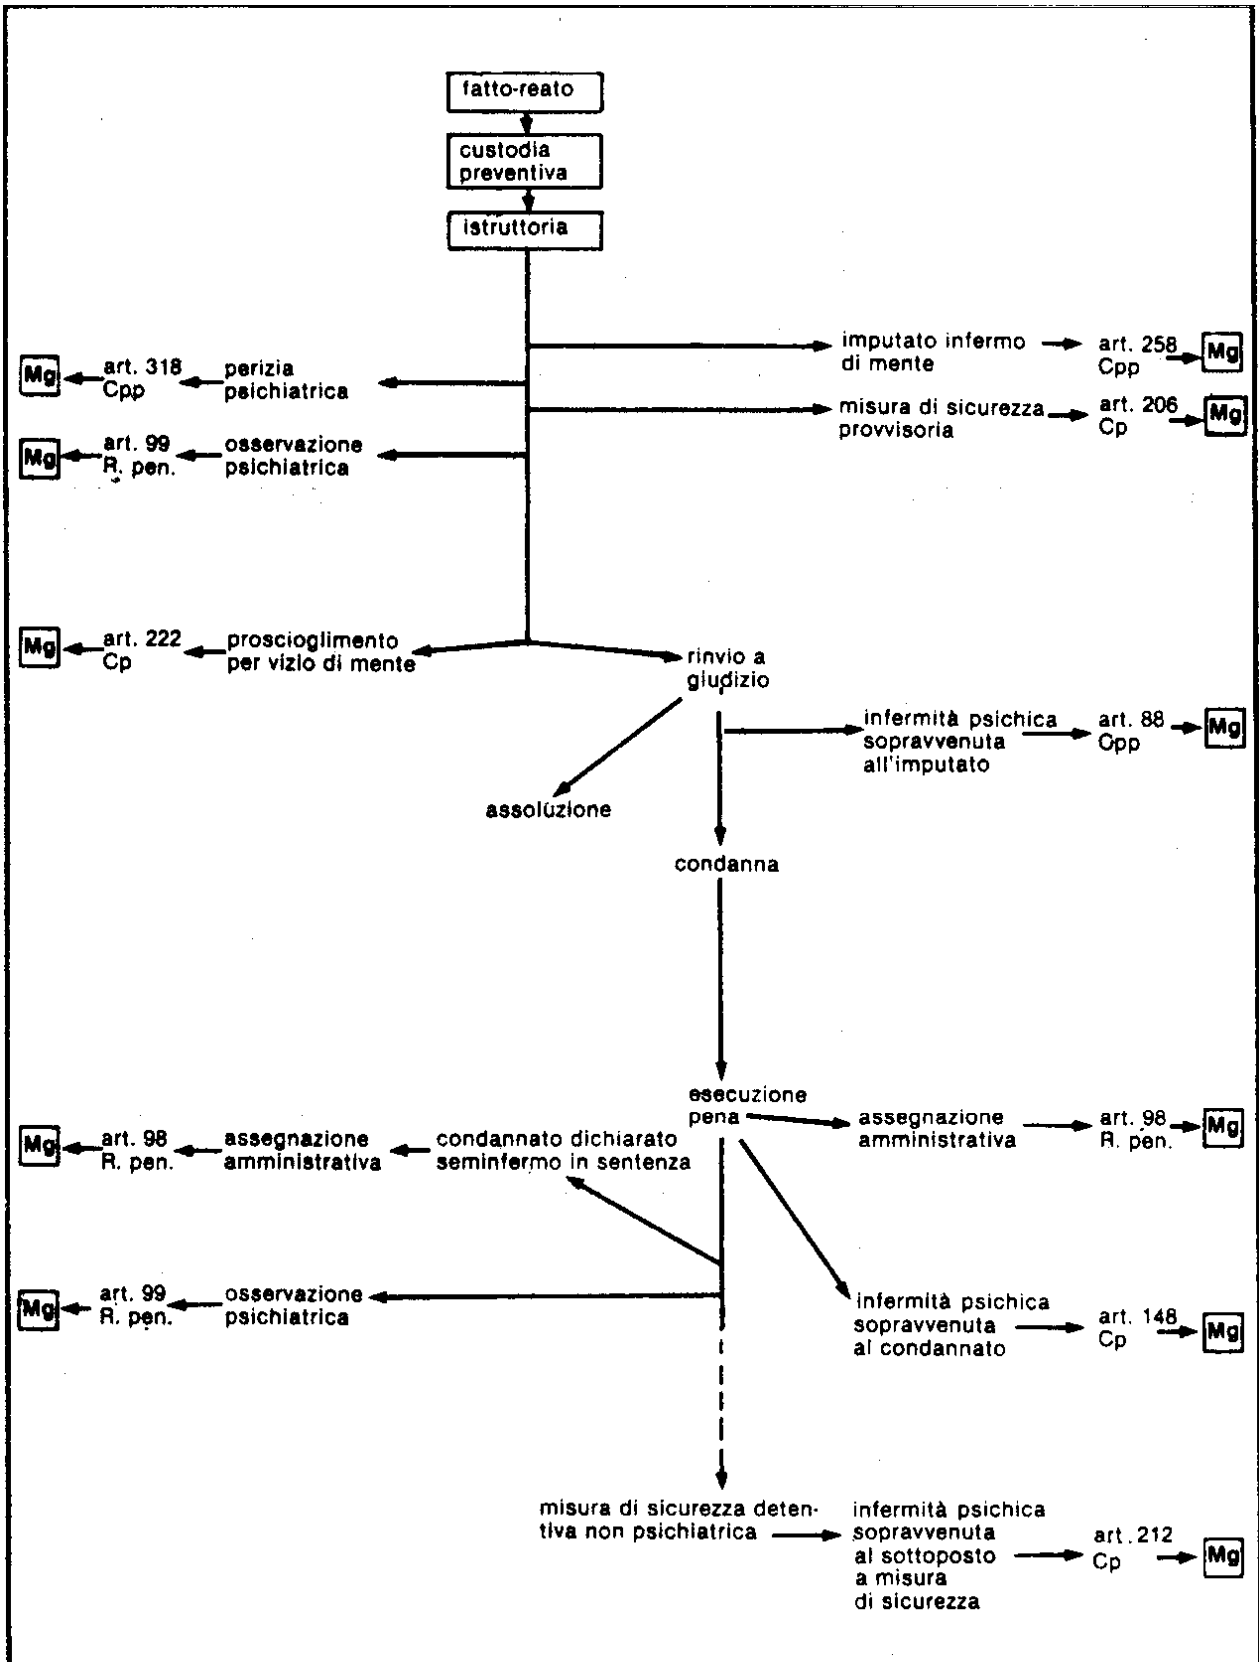 fatto-reato
custodia
preventiva
istruttoria
imputato infermo
di mente
art. 258
Cpp
Mg
Mg
art. 318
Cpp
perizia
psichiatrica
misura di sicurezza
provvisoria
art. 206
Cp
Mg
Mg
art. 99
R. pen.
osservazione
psichiatrica
Mg
art. 222
Cp
proscioglimento
per vizio di mente
rinvio a
giudizio
infermità psichica
sopravvenuta
all'imputato
art. 88
Cpp
Mg
assoluzione
condanna
esecuzione
pena
assegnazione
amministrativa
art. 98
R. pen.
Mg
Mg
art. 98
R. pen.
assegnazione
amministrativa
condannato dichiarato
seminfermo in sentenza
Mg
art. 99
R. pen.
osservazione
psichiatrica
infermità psichica
sopravvenuta
al condannato
art. 148
Cp
Mg
misura di sicurezza deten-
tiva non psichiatrica
infermità psichica
sopravvenuta
al sottoposto
a misura
di sicurezza
art. 212
Cp
Mg